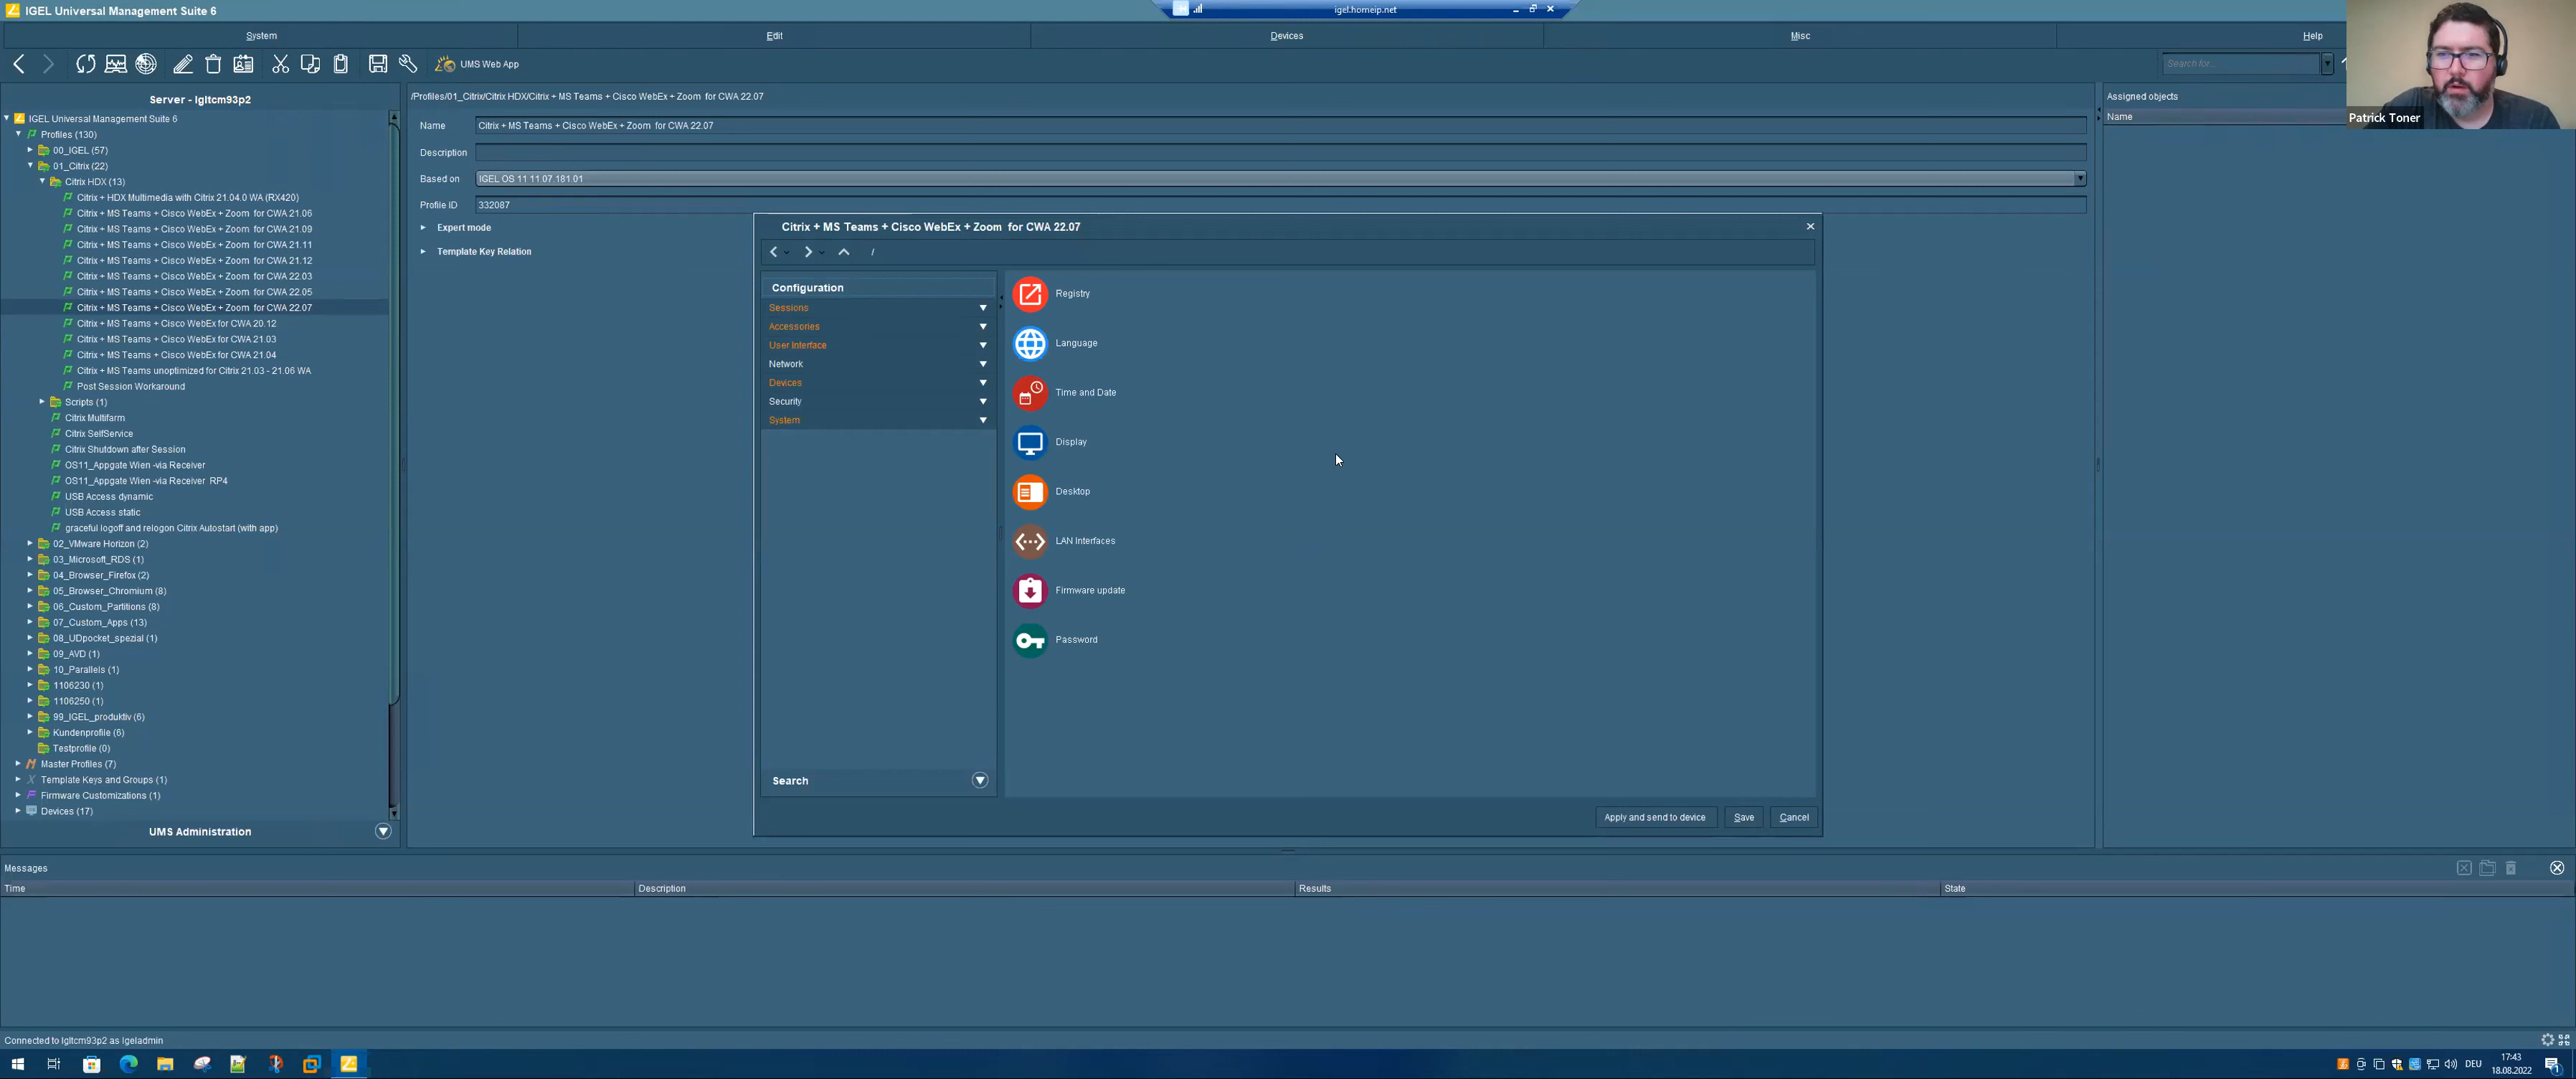 IGEL Universal Management Suite 6
igel.homeip.net
System
Edit
Devices
Misc
Help
UMS Web App
Search for...
Patrick Toner
Server - Igltcm93p2
IGEL Universal Management Suite 6
Profiles (130)
00_IGEL (57)
01_Citrix (22)
Citrix HDX (13)
Citrix + HDX Multimedia with Citrix 21.04.0 WA (RX420)
Citrix + MS Teams + Cisco WebEx + Zoom for CWA 21.06
Citrix + MS Teams + Cisco WebEx + Zoom for CWA 21.09
Citrix + MS Teams + Cisco WebEx + Zoom for CWA 21.11
Citrix + MS Teams + Cisco WebEx + Zoom for CWA 21.12
Citrix + MS Teams + Cisco WebEx + Zoom for CWA 22.03
Citrix + MS Teams + Cisco WebEx + Zoom for CWA 22.05
Citrix + MS Teams + Cisco WebEx + Zoom for CWA 22.07
Citrix + MS Teams + Cisco WebEx for CWA 20.12
Citrix + MS Teams + Cisco WebEx for CWA 21.03
Citrix + MS Teams + Cisco WebEx for CWA 21.04
Citrix + MS Teams unoptimized for Citrix 21.03 - 21.06 WA
Post Session Workaround
Scripts (1)
Citrix Multifarm
Citrix SelfService
Citrix Shutdown after Session
OS11_Appgate Wien -via Receiver
OS11_Appgate Wien -via Receiver RP4
USB Access dynamic
USB Access static
graceful logoff and relogon Citrix Autostart (with app)
02_VMware Horizon (2)
03_Microsoft_RDS (1)
04_Browser_Firefox (2)
05_Browser_Chromium (8)
06_Custom_Partitions (8)
07_Custom_Apps (13)
08_UDpocket_spezial (1)
09_AVD (1)
10_Parallels (1)
1106230 (1)
1106250 (1)
99_IGEL_produktiv (6)
Kundenprofile (6)
Testprofile (0)
Master Profiles (7)
Template Keys and Groups (1)
Firmware Customizations (1)
Devices (17)
UMS Administration
/Profiles/01_Citrix/Citrix HDX/Citrix + MS Teams + Cisco WebEx + Zoom for CWA 22.07
Name Citrix + MS Teams + Cisco WebEx + Zoom for CWA 22.07
Description
Based on IGEL OS 11 11.07.181.01
Profile ID 332087
Expert mode
Template Key Relation
Assigned objects
Name
Citrix + MS Teams + Cisco WebEx + Zoom for CWA 22.07
/
Configuration
Sessions
Accessories
User Interface
Network
Devices
Security
System
Search
Registry
Language
Time and Date
Display
Desktop
LAN Interfaces
Firmware update
Password
Apply and send to device
Save
Cancel
Messages
Time
Description
Results
State
Connected to Igltcm93p2 as Igeladmin
DEU
17:43
18.08.2022